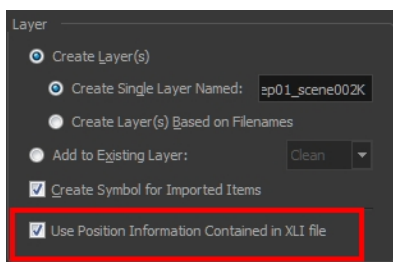 Layer
Create Layer(s)
Create Single Layer Named: ep01_scene002K
Create Layer(s) Based on Filenames
Add to Existing Layer: Clean
Create Symbol for Imported Items
Use Position Information Contained in XLI file